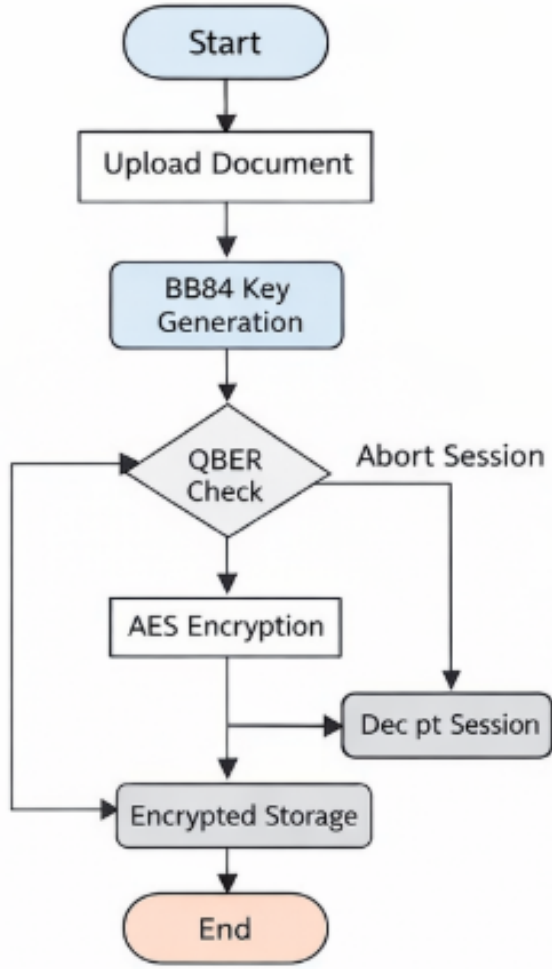 Start
Upload Document
BB84 Key
Generation
QBER
Check
Abort Session
AES Encryption
Dec pt Session
Encrypted Storage
End